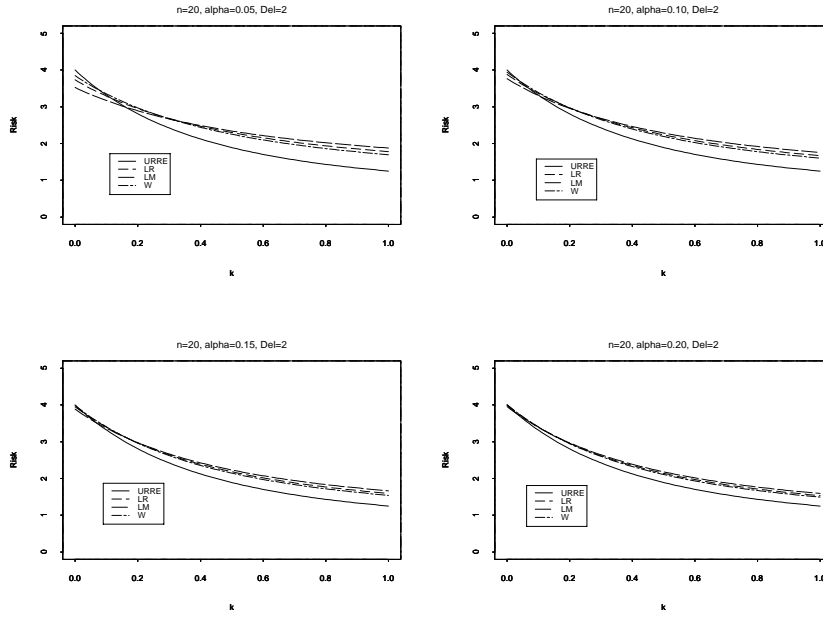 n=20, alpha=0.05, Del=2
Risk
5
4
3
2
1
0
URRE
LR
LM
W
0.0 0.2 0.4 0.6 0.8 1.0
k
n=20, alpha=0.10, Del=2
Risk
5
4
3
2
1
0
URRE
LR
LM
W
0.0 0.2 0.4 0.6 0.8 1.0
k
n=20, alpha=0.15, Del=2
Risk
5
4
3
2
1
0
URRE
LR
LM
W
0.0 0.2 0.4 0.6 0.8 1.0
k
n=20, alpha=0.20, Del=2
Risk
5
4
3
2
1
0
URRE
LR
LM
W
0.0 0.2 0.4 0.6 0.8 1.0
k